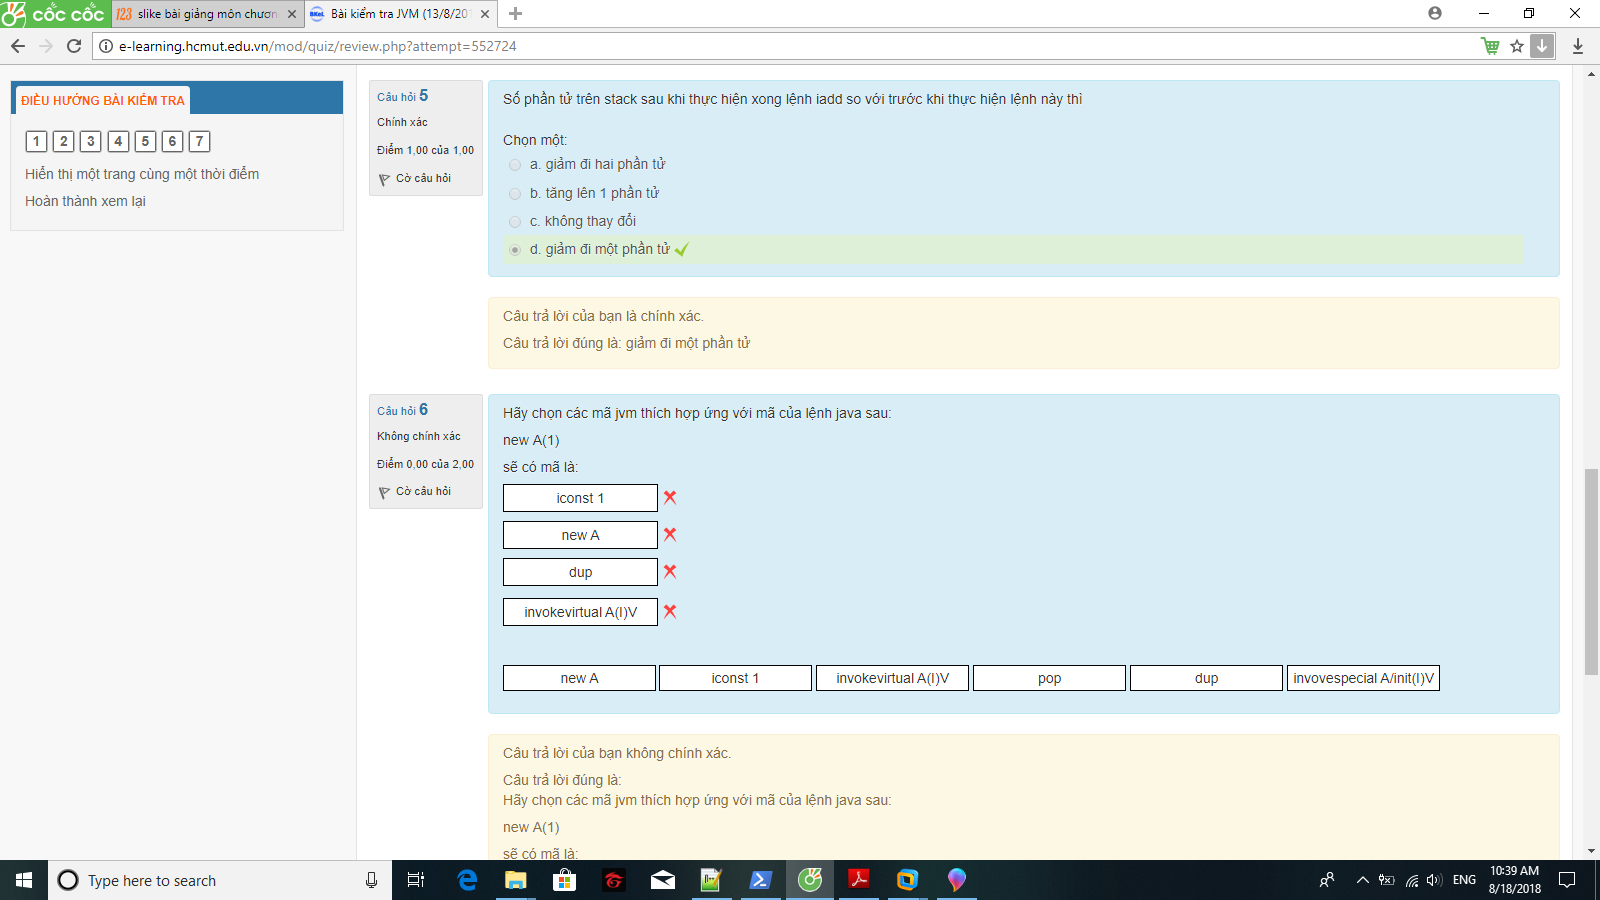 cốc cốc
123 slike bài giảng môn chươn
BKeL Bài kiểm tra JVM (13/8/201
e-learning.hcmut.edu.vn/mod/quiz/review.php?attempt=552724
ĐIỀU HƯỚNG BÀI KIỂM TRA
1 2 3 4 5 6 7
Hiển thị một trang cùng một thời điểm
Hoàn thành xem lại
Câu hỏi 5
Chính xác
Điểm 1,00 của 1,00
Cờ câu hỏi
Số phần tử trên stack sau khi thực hiện xong lệnh iadd so với trước khi thực hiện lệnh này thì
Chọn một:
a. giảm đi hai phần tử
b. tăng lên 1 phần tử
c. không thay đổi
d. giảm đi một phần tử
Câu trả lời của bạn là chính xác.
Câu trả lời đúng là: giảm đi một phần tử
Câu hỏi 6
Không chính xác
Điểm 0,00 của 2,00
Cờ câu hỏi
Hãy chọn các mã jvm thích hợp ứng với mã của lệnh java sau:
new A(1)
sẽ có mã là:
iconst 1
new A
dup
invokevirtual A(I)V
new A iconst 1 invokevirtual A(I)V pop dup invovespecial A/init(I)V
Câu trả lời của bạn không chính xác.
Câu trả lời đúng là:
Hãy chọn các mã jvm thích hợp ứng với mã của lệnh java sau:
new A(1)
sẽ có mã là:
Type here to search
ENG
10:39 AM
8/18/2018